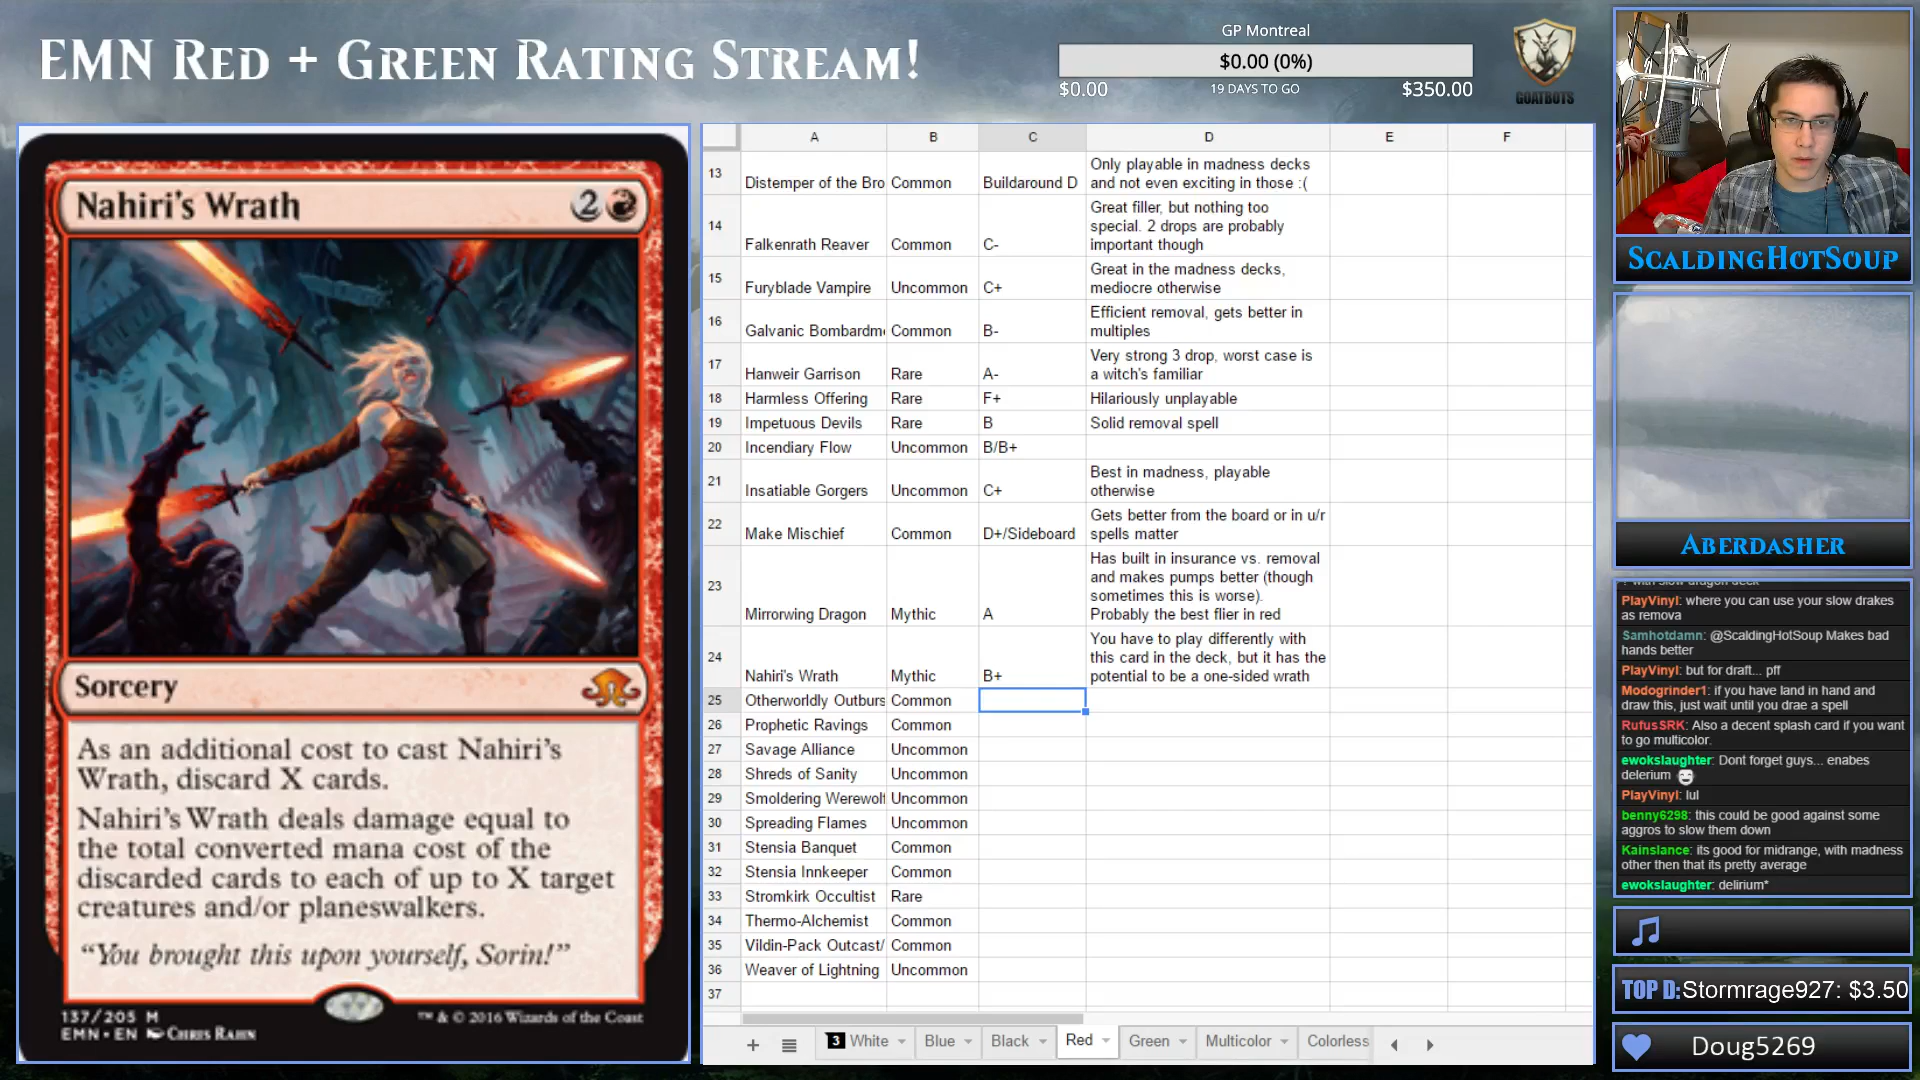 EMN Red + Green Rating Stream!
GP Montreal
$0.00 (0%)
$0.00
19 DAYS TO GO
$350.00
GOATBOTS
Nahiri's Wrath
2
Sorcery
As an additional cost to cast Nahiri's
Wrath, discard X cards.
Nahiri's Wrath deals damage equal to
the total converted mana cost of the
discarded cards to each of up to X target
creatures and/or planeswalkers.
"You brought this upon yourself, Sorin!"
137/205 M
EMN • EN Chris Rahn
™ & © 2016 Wizards of the Coast
A B C D E F
13 Distemper of the Bro Common Buildaround D Only playable in madness decks
and not even exciting in those :(
14 Falkenrath Reaver Common C- Great filler, but nothing too
special. 2 drops are probably
important though
15 Furyblade Vampire Uncommon C+ Great in the madness decks,
mediocre otherwise
16 Galvanic Bombardm Common B- Efficient removal, gets better in
multiples
17 Hanweir Garrison Rare A- Very strong 3 drop, worst case is
a witch's familiar
18 Harmless Offering Rare F+ Hilariously unplayable
19 Impetuous Devils Rare B Solid removal spell
20 Incendiary Flow Uncommon B/B+
21 Insatiable Gorgers Uncommon C+ Best in madness, playable
otherwise
22 Make Mischief Common D+/Sideboard Gets better from the board or in u/r
spells matter
23 Mirrorwing Dragon Mythic A Has built in insurance vs. removal
and makes pumps better (though
sometimes this is worse).
Probably the best flier in red
24 Nahiri's Wrath Mythic B+ You have to play differently with
this card in the deck, but it has the
potential to be a one-sided wrath
25 Otherworldly Outburs Common
26 Prophetic Ravings Common
27 Savage Alliance Uncommon
28 Shreds of Sanity Uncommon
29 Smoldering Werewolf Uncommon
30 Spreading Flames Uncommon
31 Stensia Banquet Common
32 Stensia Innkeeper Common
33 Stromkirk Occultist Rare
34 Thermo-Alchemist Common
35 Vildin-Pack Outcast/ Common
36 Weaver of Lightning Uncommon
37
+ 3 White Blue Black Red Green Multicolor Colorless
ScaldingHotSoup
Aberdasher
? with slow dragon deck
PlayVinyl: where you can use your slow drakes
as remova
Samhotdamn: @ScaldingHotSoup Makes bad
hands better
PlayVinyl: but for draft... pff
Modogrinder1: if you have land in hand and
draw this, just wait until you drae a spell
RufusSRK: Also a decent splash card if you want
to go multicolor.
ewokslaughter: Dont forget guys... enabes
delerium
PlayVinyl: lul
benny6298: this could be good against some
aggros to slow them down
Kainslance: its good for midrange, with madness
other then that its pretty average
ewokslaughter: delirium*
TOP D: Stormrage927: $3.50
Doug5269